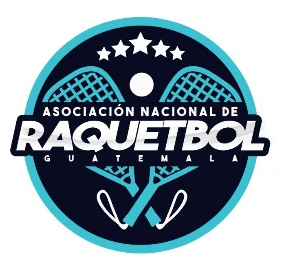 ASOCIACIÓN NACIONAL DE
RAQUETBOL
GUATEMALA